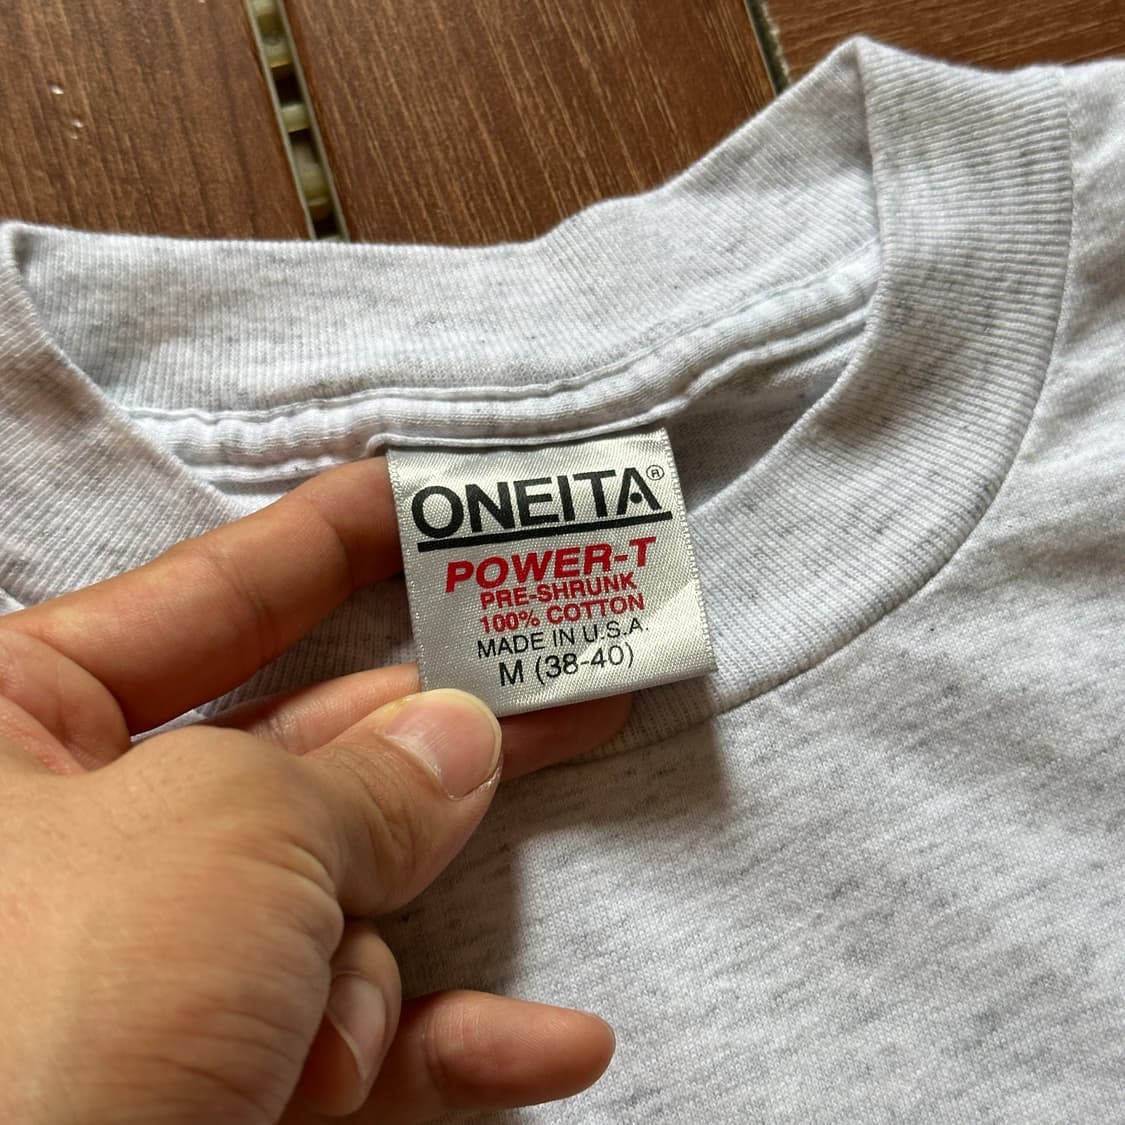 ONEITA®
POWER-T
PRE-SHRUNK
100% COTTON
MADE IN U.S.A.
M (38-40)